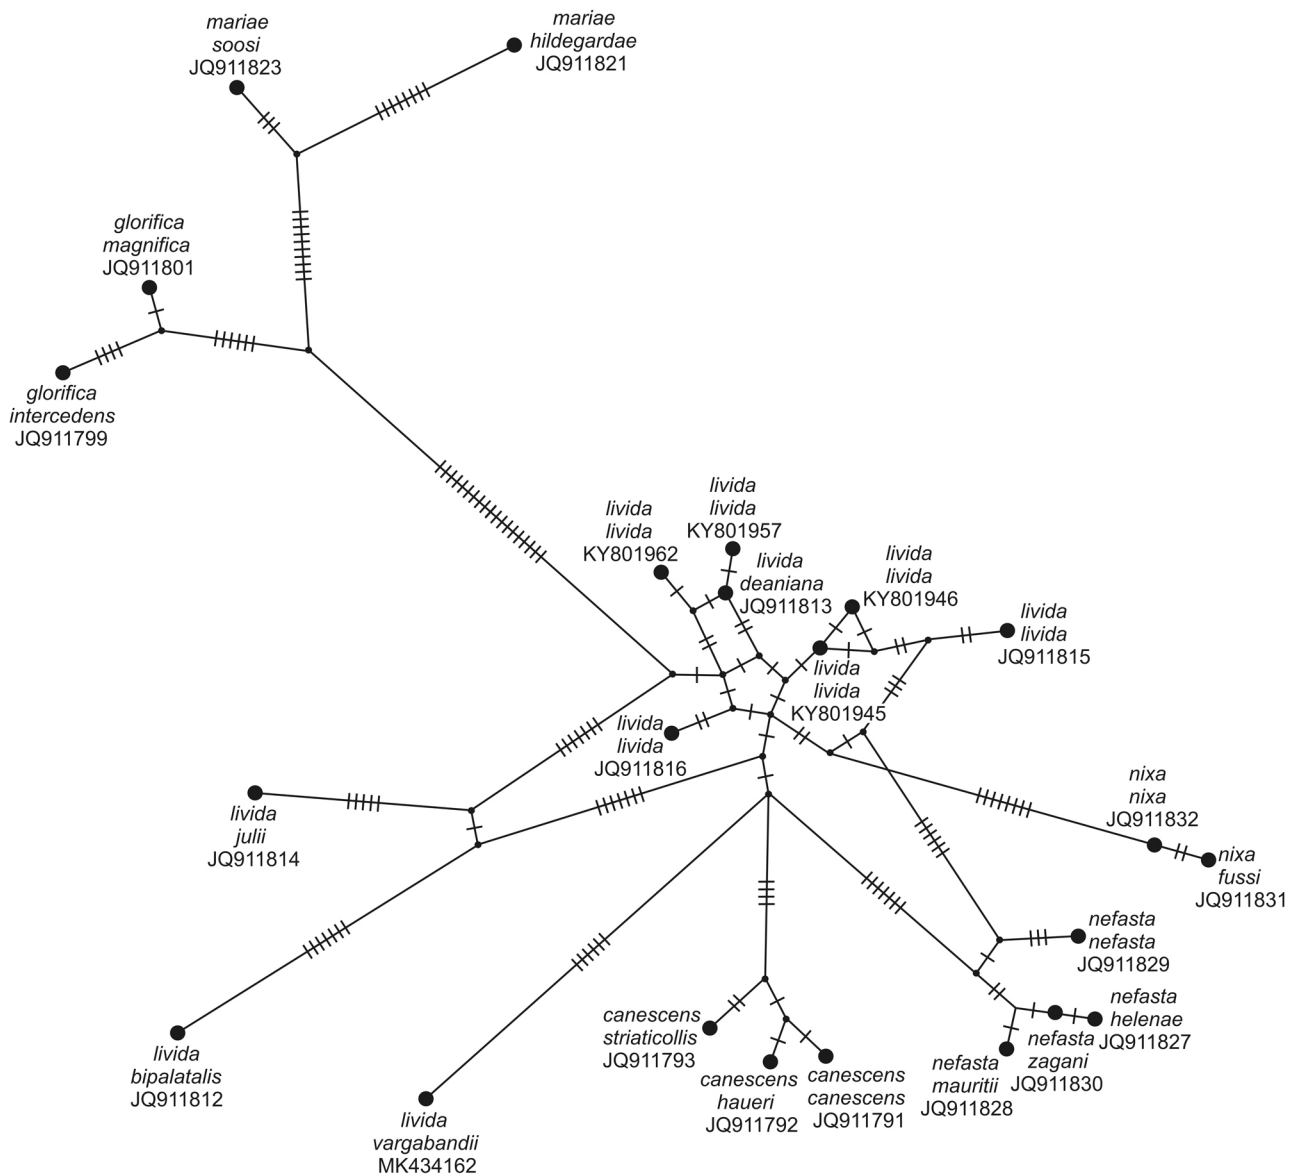 mariae
soosi
JQ911823
mariae
hildegardae
JQ911821
glorifica
magnifica
JQ911801
glorifica
intercedens
JQ911799
livida
livida
KY801962
livida
livida
KY801957
livida
deaniana
JQ911813
livida
livida
KY801946
livida
livida
JQ911815
livida
livida
KY801945
livida
livida
JQ911816
livida
julii
JQ911814
nixa
nixa
JQ911832
nixa
fussi
JQ911831
nefasta
nefasta
JQ911829
nefasta
helenae
JQ911827
nefasta
zagani
JQ911830
nefasta
mauritii
JQ911828
canescens
striaticollis
JQ911793
canescens
haueri
JQ911792
canescens
canescens
JQ911791
livida
bipalatalis
JQ911812
livida
vargabandii
MK434162